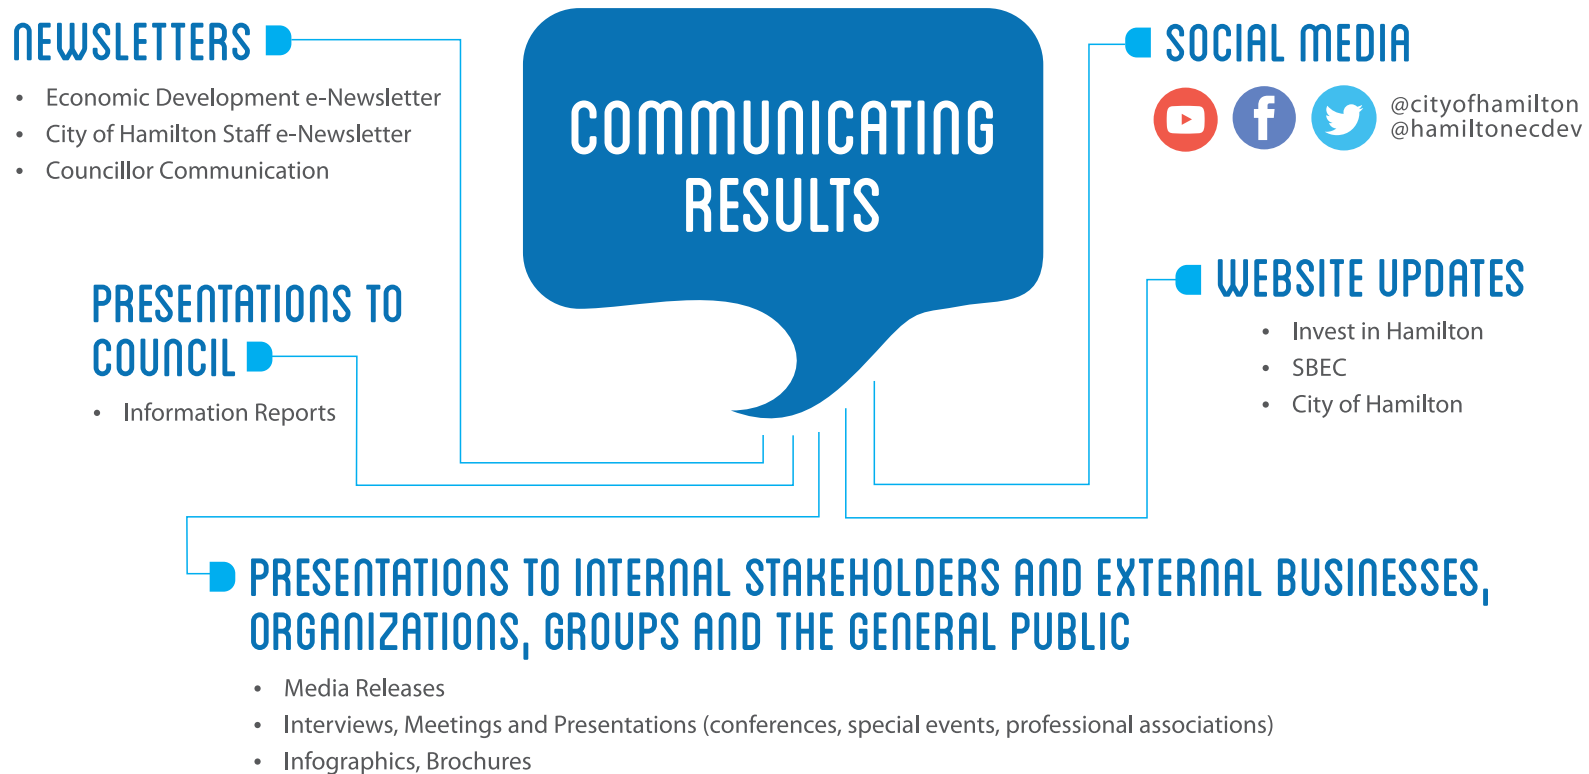 COMMUNICATING
RESULTS
NEWSLETTERS
• Economic Development e-Newsletter
• City of Hamilton Staff e-Newsletter
• Councillor Communication
PRESENTATIONS TO
COUNCIL
• Information Reports
SOCIAL MEDIA
@cityofhamilton
@hamiltonecdev
WEBSITE UPDATES
• Invest in Hamilton
• SBEC
• City of Hamilton
PRESENTATIONS TO INTERNAL STAKEHOLDERS AND EXTERNAL BUSINESSES,
ORGANIZATIONS, GROUPS AND THE GENERAL PUBLIC
• Media Releases
• Interviews, Meetings and Presentations (conferences, special events, professional associations)
• Infographics, Brochures